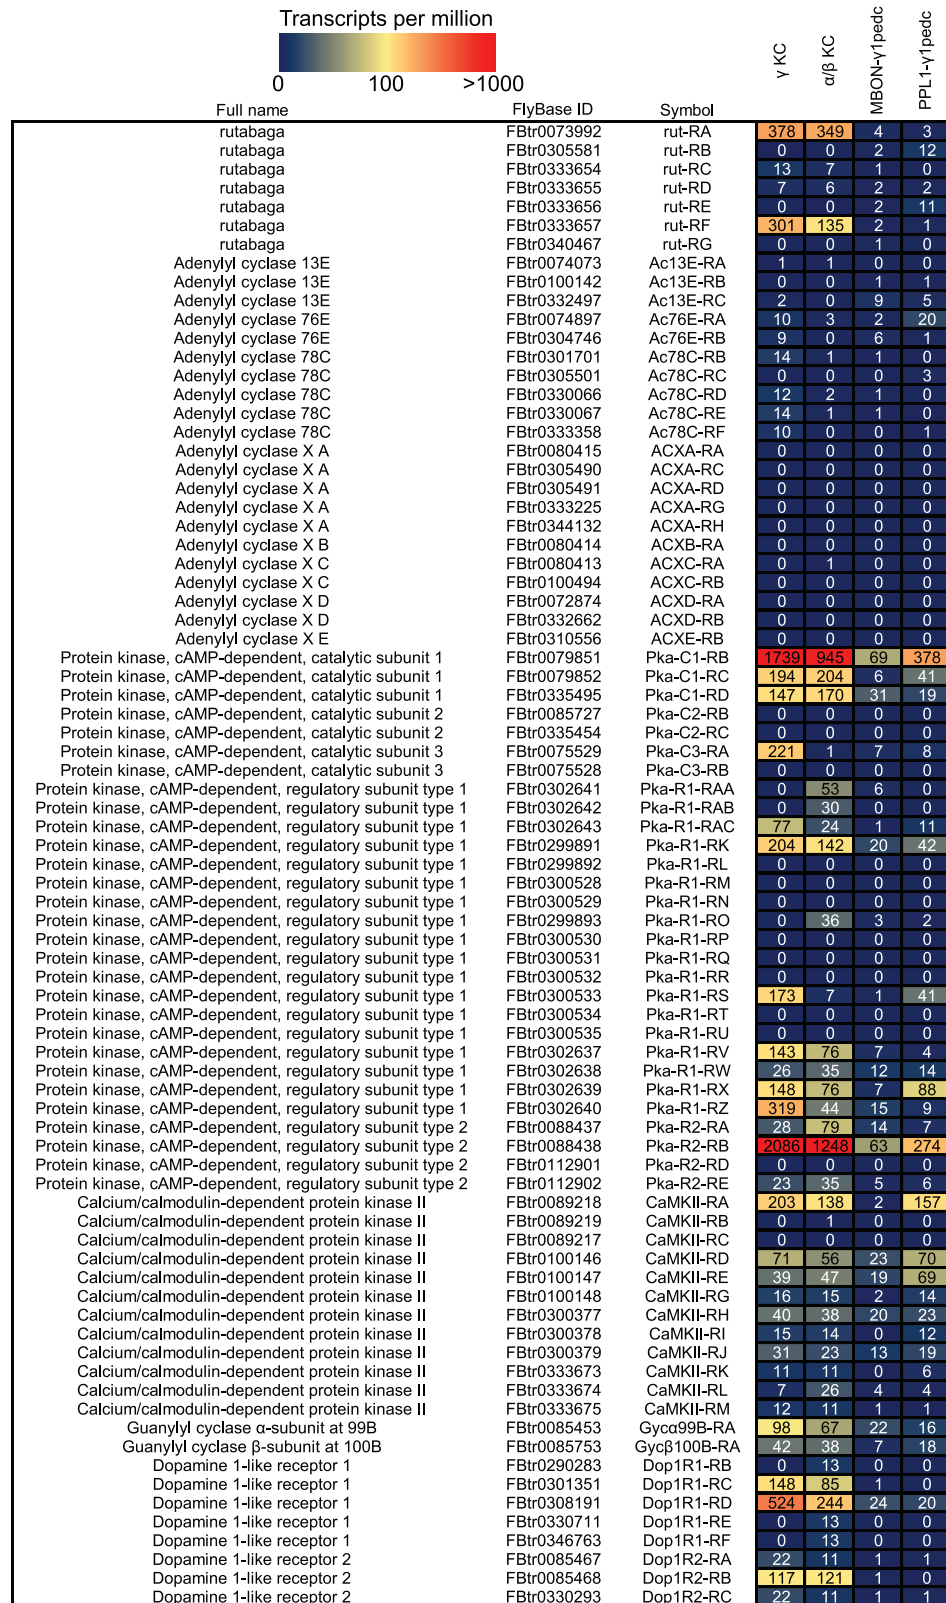 Transcripts per million
0 100 >1000
γ KC
α/β KC
MBON-γ1pedc
PPL1-γ1pedc
Full name FlyBase ID Symbol
rutabaga FBtr0073992 rut-RA 378 349 4 3
rutabaga FBtr0305581 rut-RB 0 0 2 12
rutabaga FBtr0333654 rut-RC 13 7 1 0
rutabaga FBtr0333655 rut-RD 7 6 2 2
rutabaga FBtr0333656 rut-RE 0 0 2 11
rutabaga FBtr0333657 rut-RF 301 135 2 1
rutabaga FBtr0340467 rut-RG 0 0 1 0
Adenylyl cyclase 13E FBtr0074073 Ac13E-RA 1 1 0 0
Adenylyl cyclase 13E FBtr0100142 Ac13E-RB 0 0 1 1
Adenylyl cyclase 13E FBtr0332497 Ac13E-RC 2 0 9 5
Adenylyl cyclase 76E FBtr0074897 Ac76E-RA 10 3 2 20
Adenylyl cyclase 76E FBtr0304746 Ac76E-RB 9 0 6 1
Adenylyl cyclase 78C FBtr0301701 Ac78C-RB 14 1 1 0
Adenylyl cyclase 78C FBtr0305501 Ac78C-RC 0 0 0 3
Adenylyl cyclase 78C FBtr0330066 Ac78C-RD 12 2 1 0
Adenylyl cyclase 78C FBtr0330067 Ac78C-RE 14 1 1 0
Adenylyl cyclase 78C FBtr0333358 Ac78C-RF 10 0 0 1
Adenylyl cyclase X A FBtr0080415 ACXA-RA 0 0 0 0
Adenylyl cyclase X A FBtr0305490 ACXA-RC 0 0 0 0
Adenylyl cyclase X A FBtr0305491 ACXA-RD 0 0 0 0
Adenylyl cyclase X A FBtr0333225 ACXA-RG 0 0 0 0
Adenylyl cyclase X A FBtr0344132 ACXA-RH 0 0 0 0
Adenylyl cyclase X B FBtr0080414 ACXB-RA 0 0 0 0
Adenylyl cyclase X C FBtr0080413 ACXC-RA 0 1 0 0
Adenylyl cyclase X C FBtr0100494 ACXC-RB 0 0 0 0
Adenylyl cyclase X D FBtr0072874 ACXD-RA 0 0 0 0
Adenylyl cyclase X D FBtr0332662 ACXD-RB 0 0 0 0
Adenylyl cyclase X E FBtr0310556 ACXE-RB 0 0 0 0
Protein kinase, cAMP-dependent, catalytic subunit 1 FBtr0079851 Pka-C1-RB 1739 945 69 378
Protein kinase, cAMP-dependent, catalytic subunit 1 FBtr0079852 Pka-C1-RC 194 204 6 41
Protein kinase, cAMP-dependent, catalytic subunit 1 FBtr0335495 Pka-C1-RD 147 170 31 19
Protein kinase, cAMP-dependent, catalytic subunit 2 FBtr0085727 Pka-C2-RB 0 0 0 0
Protein kinase, cAMP-dependent, catalytic subunit 2 FBtr0335454 Pka-C2-RC 0 0 0 0
Protein kinase, cAMP-dependent, catalytic subunit 3 FBtr0075529 Pka-C3-RA 221 1 7 8
Protein kinase, cAMP-dependent, catalytic subunit 3 FBtr0075528 Pka-C3-RB 0 0 0 0
Protein kinase, cAMP-dependent, regulatory subunit type 1 FBtr0302641 Pka-R1-RAA 0 53 6 0
Protein kinase, cAMP-dependent, regulatory subunit type 1 FBtr0302642 Pka-R1-RAB 0 30 0 0
Protein kinase, cAMP-dependent, regulatory subunit type 1 FBtr0302643 Pka-R1-RAC 77 24 1 11
Protein kinase, cAMP-dependent, regulatory subunit type 1 FBtr0299891 Pka-R1-RK 204 142 20 42
Protein kinase, cAMP-dependent, regulatory subunit type 1 FBtr0299892 Pka-R1-RL 0 0 0 0
Protein kinase, cAMP-dependent, regulatory subunit type 1 FBtr0300528 Pka-R1-RM 0 0 0 0
Protein kinase, cAMP-dependent, regulatory subunit type 1 FBtr0300529 Pka-R1-RN 0 0 0 0
Protein kinase, cAMP-dependent, regulatory subunit type 1 FBtr0299893 Pka-R1-RO 0 36 3 2
Protein kinase, cAMP-dependent, regulatory subunit type 1 FBtr0300530 Pka-R1-RP 0 0 0 0
Protein kinase, cAMP-dependent, regulatory subunit type 1 FBtr0300531 Pka-R1-RQ 0 0 0 0
Protein kinase, cAMP-dependent, regulatory subunit type 1 FBtr0300532 Pka-R1-RR 0 0 0 0
Protein kinase, cAMP-dependent, regulatory subunit type 1 FBtr0300533 Pka-R1-RS 173 7 1 41
Protein kinase, cAMP-dependent, regulatory subunit type 1 FBtr0300534 Pka-R1-RT 0 0 0 0
Protein kinase, cAMP-dependent, regulatory subunit type 1 FBtr0300535 Pka-R1-RU 0 0 0 0
Protein kinase, cAMP-dependent, regulatory subunit type 1 FBtr0302637 Pka-R1-RV 143 76 7 4
Protein kinase, cAMP-dependent, regulatory subunit type 1 FBtr0302638 Pka-R1-RW 26 35 12 14
Protein kinase, cAMP-dependent, regulatory subunit type 1 FBtr0302639 Pka-R1-RX 148 76 7 88
Protein kinase, cAMP-dependent, regulatory subunit type 1 FBtr0302640 Pka-R1-RZ 319 44 15 9
Protein kinase, cAMP-dependent, regulatory subunit type 2 FBtr0088437 Pka-R2-RA 28 79 14 7
Protein kinase, cAMP-dependent, regulatory subunit type 2 FBtr0088438 Pka-R2-RB 2086 1248 63 274
Protein kinase, cAMP-dependent, regulatory subunit type 2 FBtr0112901 Pka-R2-RD 0 0 0 0
Protein kinase, cAMP-dependent, regulatory subunit type 2 FBtr0112902 Pka-R2-RE 23 35 5 6
Calcium/calmodulin-dependent protein kinase II FBtr0089218 CaMKII-RA 203 138 2 157
Calcium/calmodulin-dependent protein kinase II FBtr0089219 CaMKII-RB 0 1 0 0
Calcium/calmodulin-dependent protein kinase II FBtr0089217 CaMKII-RC 0 0 0 0
Calcium/calmodulin-dependent protein kinase II FBtr0100146 CaMKII-RD 71 56 23 70
Calcium/calmodulin-dependent protein kinase II FBtr0100147 CaMKII-RE 39 47 19 69
Calcium/calmodulin-dependent protein kinase II FBtr0100148 CaMKII-RG 16 15 2 14
Calcium/calmodulin-dependent protein kinase II FBtr0300377 CaMKII-RH 40 38 20 23
Calcium/calmodulin-dependent protein kinase II FBtr0300378 CaMKII-RI 15 14 0 12
Calcium/calmodulin-dependent protein kinase II FBtr0300379 CaMKII-RJ 31 23 13 19
Calcium/calmodulin-dependent protein kinase II FBtr0333673 CaMKII-RK 11 11 0 6
Calcium/calmodulin-dependent protein kinase II FBtr0333674 CaMKII-RL 7 26 4 4
Calcium/calmodulin-dependent protein kinase II FBtr0333675 CaMKII-RM 12 11 1 1
Guanylyl cyclase α-subunit at 99B FBtr0085453 Gycα99B-RA 98 67 22 16
Guanylyl cyclase β-subunit at 100B FBtr0085753 Gycβ100B-RA 42 38 7 18
Dopamine 1-like receptor 1 FBtr0290283 Dop1R1-RB 0 13 0 0
Dopamine 1-like receptor 1 FBtr0301351 Dop1R1-RC 148 85 1 0
Dopamine 1-like receptor 1 FBtr0308191 Dop1R1-RD 524 244 24 20
Dopamine 1-like receptor 1 FBtr0330711 Dop1R1-RE 0 13 0 0
Dopamine 1-like receptor 1 FBtr0346763 Dop1R1-RF 0 13 0 0
Dopamine 1-like receptor 2 FBtr0085467 Dop1R2-RA 22 11 1 1
Dopamine 1-like receptor 2 FBtr0085468 Dop1R2-RB 117 121 1 0
Dopamine 1-like receptor 2 FBtr0330293 Dop1R2-RC 22 11 1 1